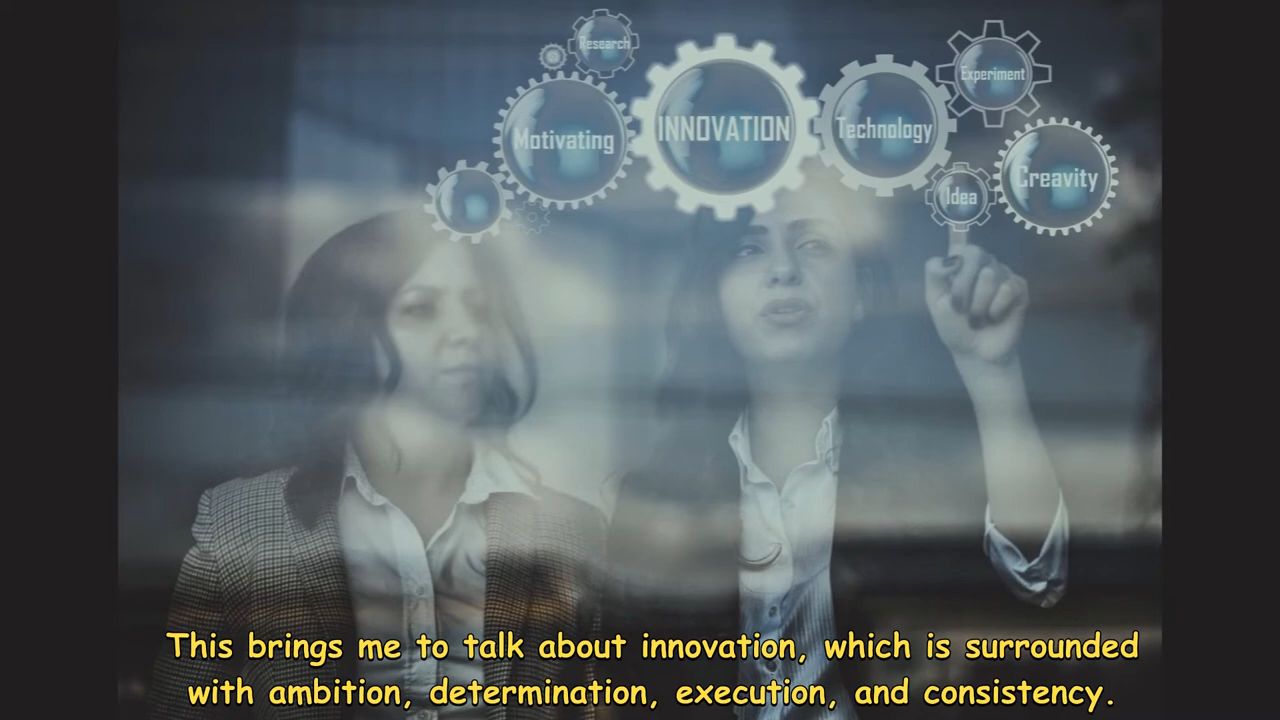 Research
Experiment
Motivating
INNOVATION
Technology
Creavity
Idea
This brings me to talk about innovation, which is surrounded
with ambition, determination, execution, and consistency.